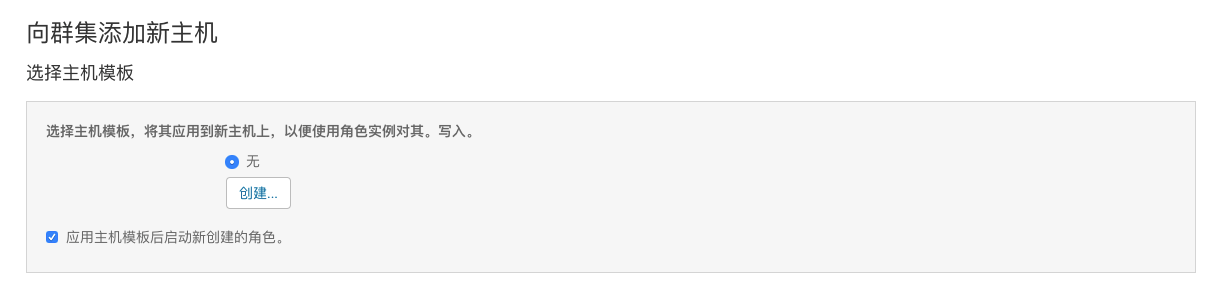 向群集添加新主机
选择主机模板
选择主机模板，将其应用到新主机上，以便使用角色实例对其。写入。
无
创建...
应用主机模板后启动新创建的角色。